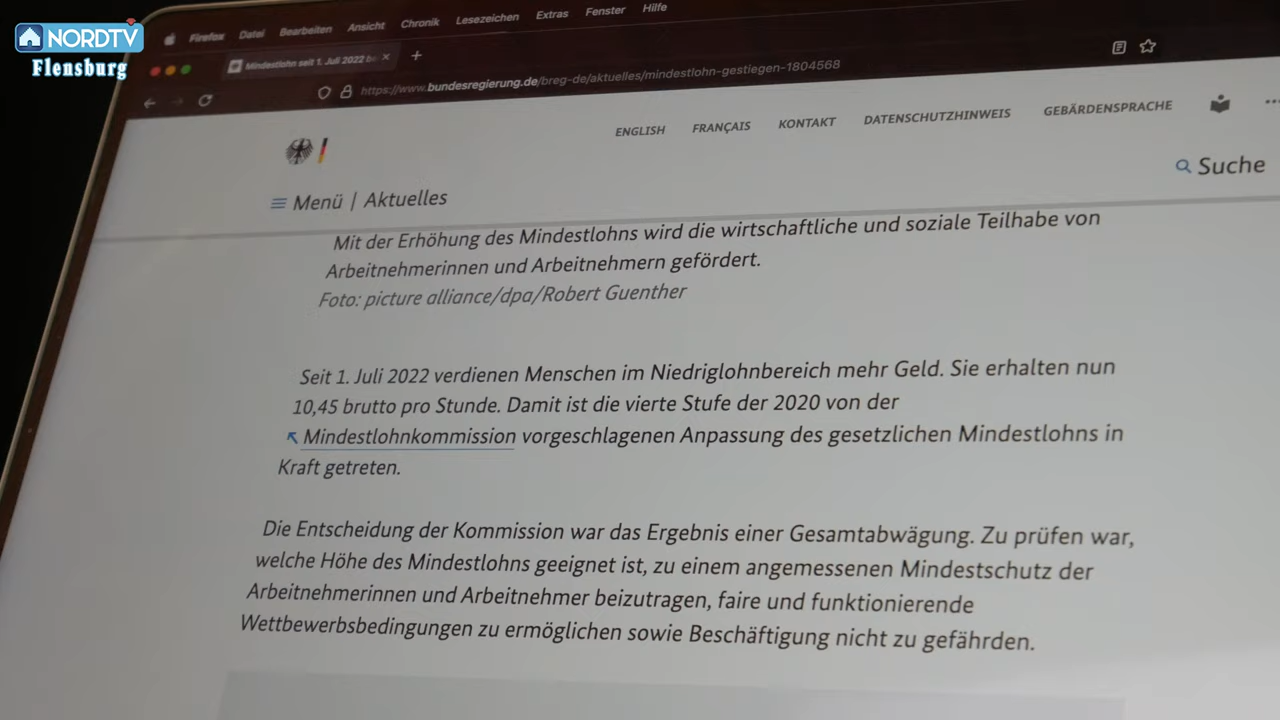 NORDTV
Flensburg
Firefox Datei Bearbeiten Ansicht Chronik Lesezeichen Extras Fenster Hilfe
Mindestlohn seit 1. Juli 2022 be
https://www.bundesregierung.de/breg-de/aktuelles/mindestlohn-gestiegen-1804568
ENGLISH FRANÇAIS KONTAKT DATENSCHUTZHINWEIS GEBÄRDENSPRACHE
Suche
Menü | Aktuelles
Mit der Erhöhung des Mindestlohns wird die wirtschaftliche und soziale Teilhabe von
Arbeitnehmerinnen und Arbeitnehmern gefördert.
Foto: picture alliance/dpa/Robert Guenther
Seit 1. Juli 2022 verdienen Menschen im Niedriglohnbereich mehr Geld. Sie erhalten nun
10,45 brutto pro Stunde. Damit ist die vierte Stufe der 2020 von der
Mindestlohnkommission vorgeschlagenen Anpassung des gesetzlichen Mindestlohns in
Kraft getreten.
Die Entscheidung der Kommission war das Ergebnis einer Gesamtabwägung. Zu prüfen war,
welche Höhe des Mindestlohns geeignet ist, zu einem angemessenen Mindestschutz der
Arbeitnehmerinnen und Arbeitnehmer beizutragen, faire und funktionierende
Wettbewerbsbedingungen zu ermöglichen sowie Beschäftigung nicht zu gefährden.